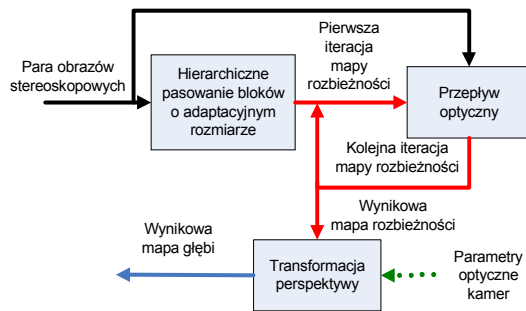 Para obrazów
stereoskopowych
Hierarchiczne
pasowanie bloków
o adaptacyjnym
rozmiarze
Pierwsza
iteracja
mapy
rozbieżności
Przepływ
optyczny
Kolejna iteracja
mapy rozbieżności
Wynikowa
mapa rozbieżności
Wynikowa
mapa głębi
Transformacja
perspektywy
Parametry
optyczne
kamer